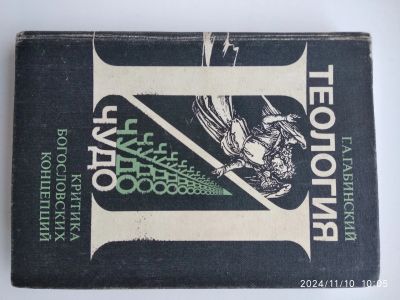 Г.А.ГАБИНСКИЙ
ТЕОЛОГИЯ
И
ЧУДО
ЧУДО
ЧУДО
ЧУДО
КРИТИКА
БОГОСЛОВСКИХ
КОНЦЕПЦИЙ
2024/11/10 10:05